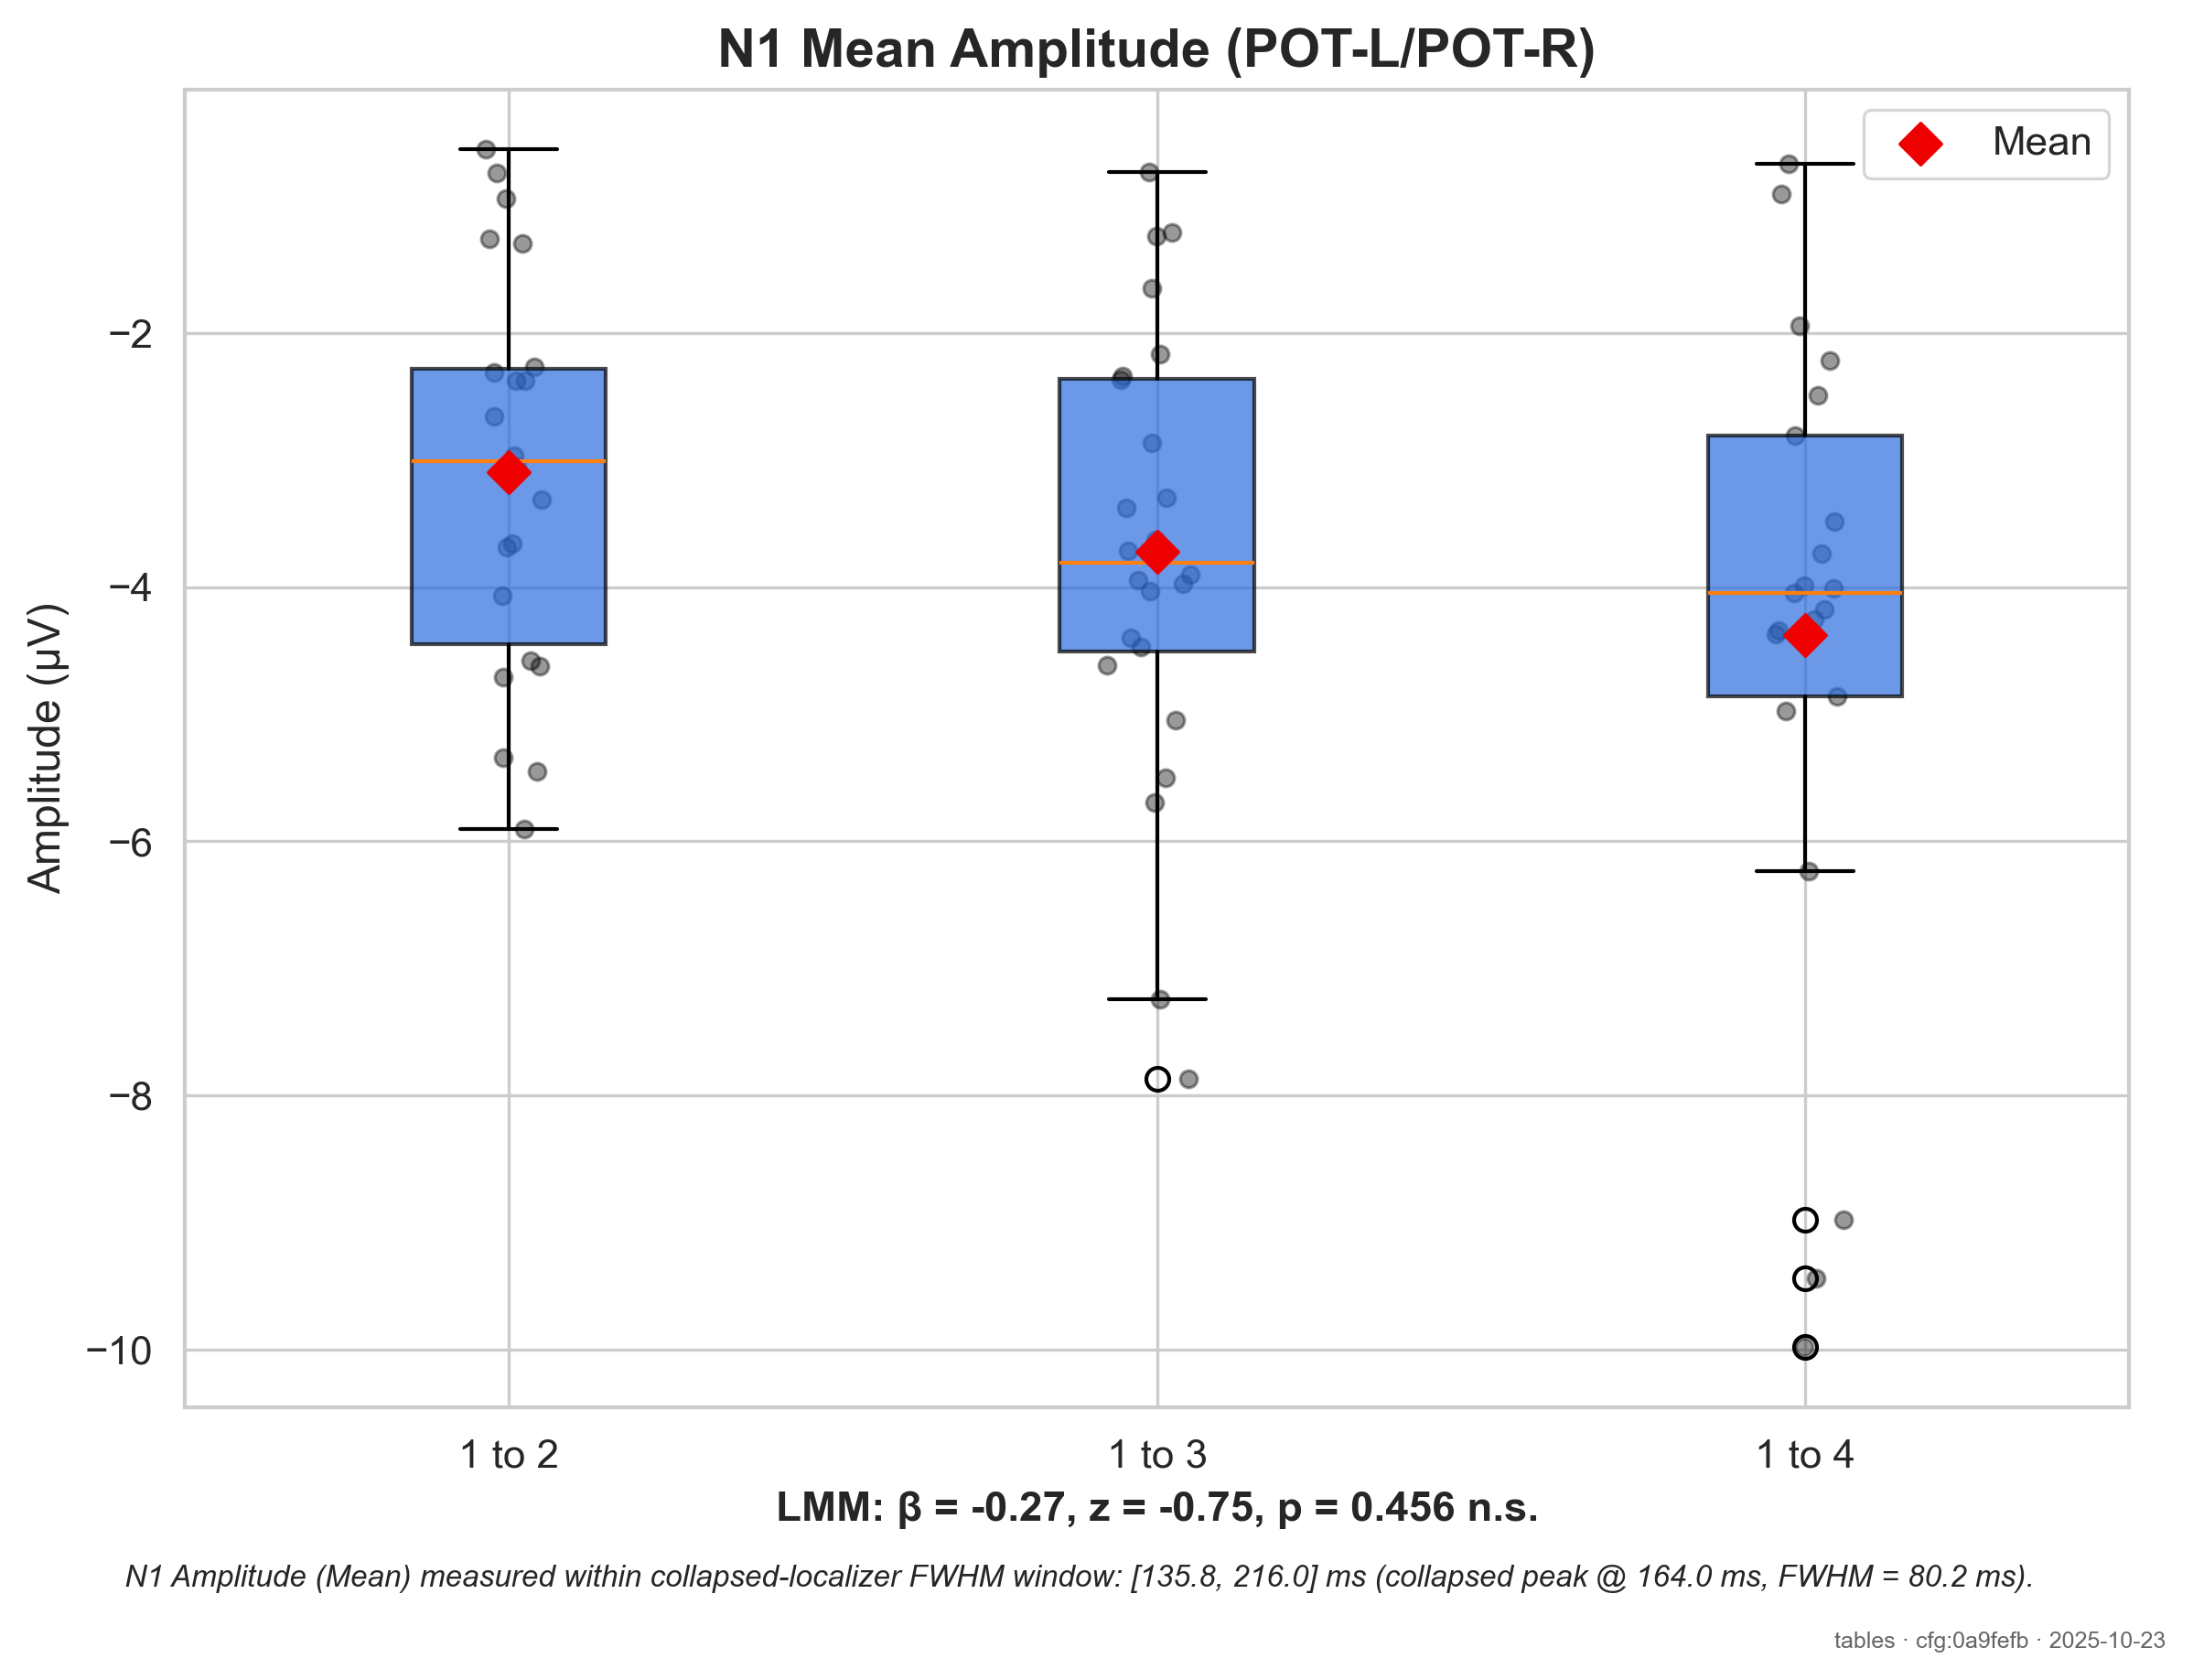 N1 Mean Amplitude (POT-L/POT-R)
Mean
Amplitude (µV)
−2
−4
−6
−8
−10
1 to 2
1 to 3
1 to 4
LMM: β = -0.27, z = -0.75, p = 0.456 n.s.
N1 Amplitude (Mean) measured within collapsed-localizer FWHM window: [135.8, 216.0] ms (collapsed peak @ 164.0 ms, FWHM = 80.2 ms).
tables · cfg:0a9fefb · 2025-10-23